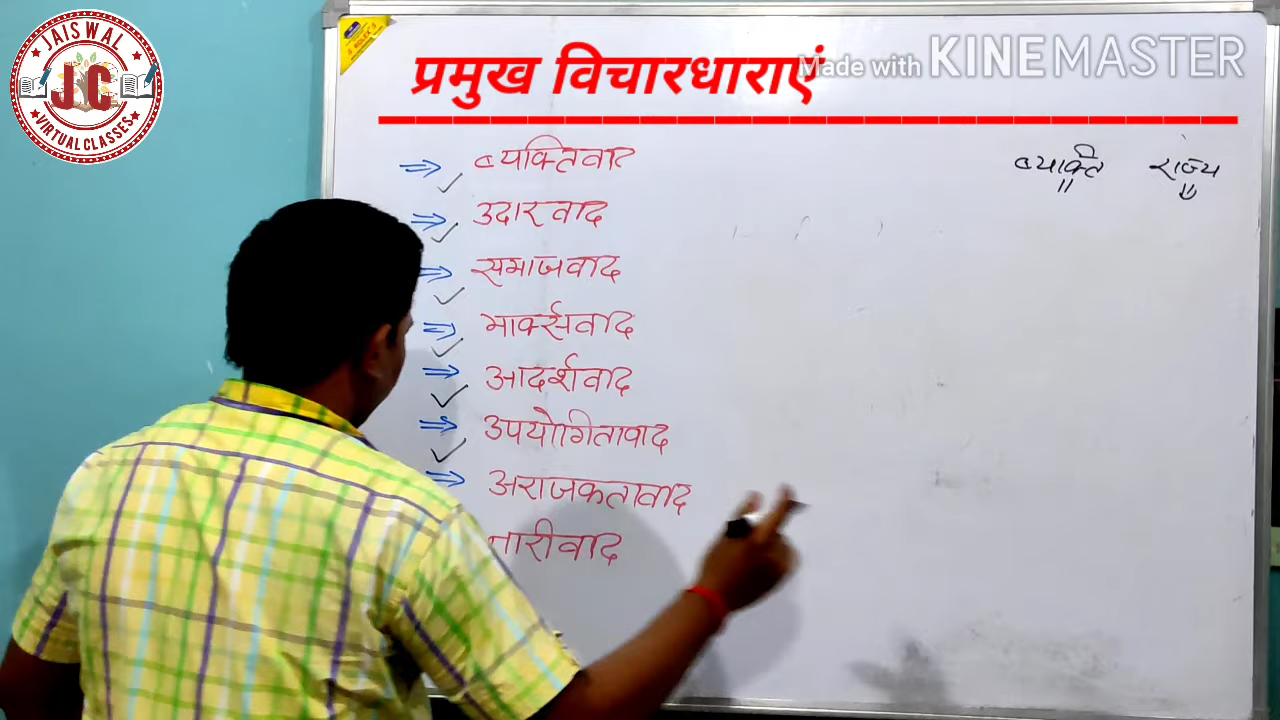 JAISWAL
JC
VIRTUAL CLASSES
Made with KINEMASTER
प्रमुख विचारधाराएं
व्यक्तिवाद
उदारवाद
समाजवाद
मार्क्सवाद
आदर्शवाद
उपयोगितावाद
अराजकतावाद
नारीवाद
व्यक्ति राज्य